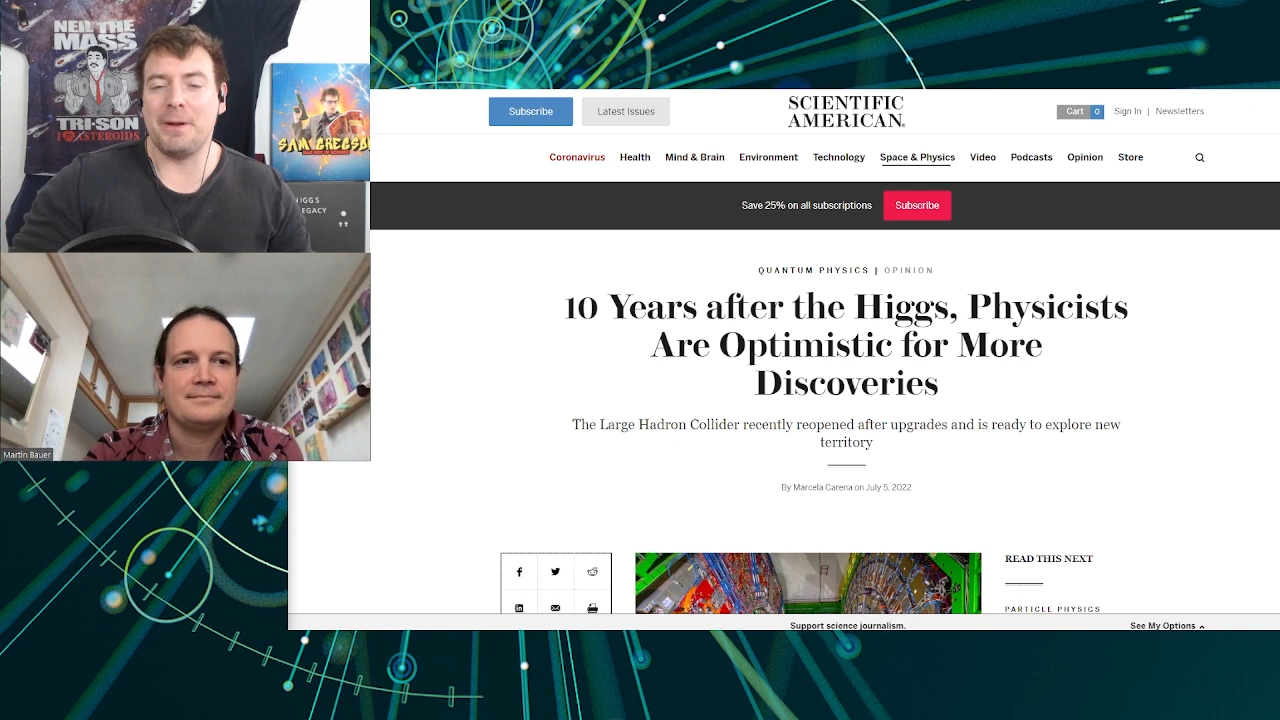 NEIL THE
MASS
TRI-SON
I ASTEROIDS
SAM GREGSON
HIGGS
LEGACY
Martin Bauer
Subscribe
Latest Issues
SCIENTIFIC
AMERICAN
Cart 0
Sign In | Newsletters
Coronavirus Health Mind & Brain Environment Technology Space & Physics Video Podcasts Opinion Store
Save 25% on all subscriptions Subscribe
QUANTUM PHYSICS | OPINION
10 Years after the Higgs, Physicists
Are Optimistic for More
Discoveries
The Large Hadron Collider recently reopened after upgrades and is ready to explore new
territory
By Marcela Carena on July 5, 2022
READ THIS NEXT
PARTICLE PHYSICS
Support science journalism.
See My Options